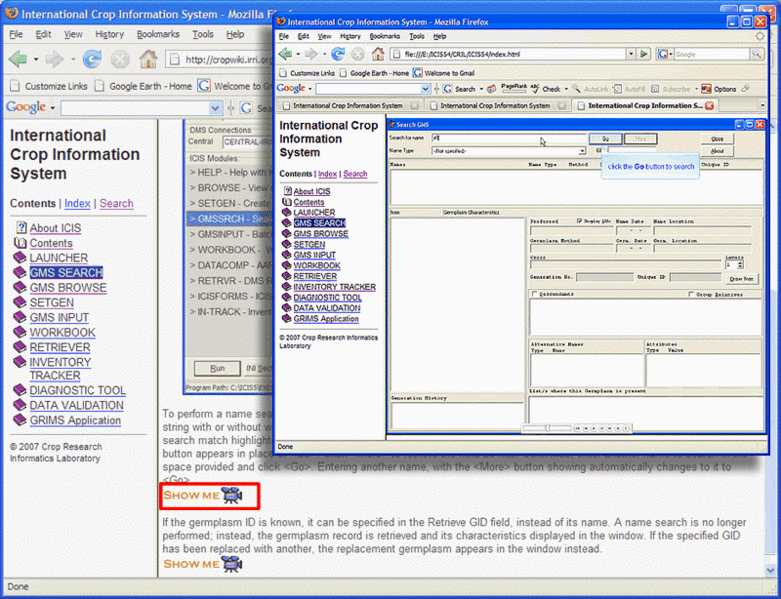 International Crop Information System - Mozilla Firefox
File Edit View History Bookmarks Tools Help
http://cropwiki.irri.org
Customize Links Google Earth - Home Welcome to
Google
International
Crop Information
System
Contents | Index | Search
About ICIS
Contents
LAUNCHER
GMS SEARCH
GMS BROWSE
SETGEN
GMS INPUT
WORKBOOK
RETRIEVER
INVENTORY
TRACKER
DIAGNOSTIC TOOL
DATA VALIDATION
GRIMS Application
© 2007 Crop Research
Informatics Laboratory
DMS Connections
Central CENTRAL-IRI
ICIS Modules:
> HELP - Help with
> BROWSE - View
> SETGEN - Create
> GMSSRCH - Sea
> GMSINPUT - Batc
> WORKBOOK - W
> DATACOMP - AAP
> RETRVR - DMS R
> ICISFORMS - ICIS
> IN-TRACK - Invent
Run INI Sect
Program Path: C:\ICIS5\E
To perform a name sea
string with or without w
search match highlight
button appears in place
space provided and click <Go>. Entering another name, with the <More> button showing automatically changes to it to
<Go>
SHOW ME
If the germplasm ID is known, it can be specified in the Retrieve GID field, instead of its name. A name search is no longer
performed; instead, the germplasm record is retrieved and its characteristics displayed in the window. If the specified GID
has been replaced with another, the replacement germplasm appears in the window instead.
SHOW ME
Done
International Crop Information System - Mozilla Firefox
File Edit View History Bookmarks Tools Help
file:///E:/ICIS54/CRIL/ICIS54/index.html Google
Customize Links Google Earth - Home Welcome to Gmail
Google Search PageRank Check AutoLink AutoFill Subscribe Options
International Crop Information System International Crop Information System International Crop Information S...
International
Crop Information
System
Contents | Index | Search
About ICIS
Contents
LAUNCHER
GMS SEARCH
GMS BROWSE
SETGEN
GMS INPUT
WORKBOOK
RETRIEVER
INVENTORY TRACKER
DIAGNOSTIC TOOL
DATA VALIDATION
GRIMS Application
© 2007 Crop Research Informatics
Laboratory
Search GMS
Search for name Go Close
Name Type <Not specified> About
click the Go button to search
Names Name Type Method Unique ID
Tree Germplasm Characteristics
Preferred Display IDs Name Date Name Location
Germplasm Method Germ. Date Germ. Location
Cross Levels
Generation No. Unique ID Draw Tree
Descendants Group Relatives
Alternative Names Attributes
Type Name Type Value
List/s where this Germplasm is present
Generation History
Done